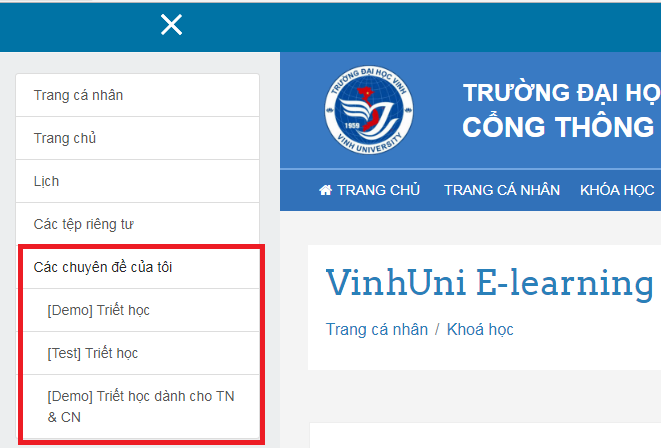 Trang cá nhân
Trang chủ
Lịch
Các tệp riêng tư
Các chuyên đề của tôi
[Demo] Triết học
[Test] Triết học
[Demo] Triết học dành cho TN
& CN
TRƯỜNG ĐẠI HỌC VINH
1959
VINH UNIVERSITY
TRƯỜNG ĐẠI HỌ
CỔNG THÔNG
TRANG CHỦ TRANG CÁ NHÂN KHÓA HỌC
VinhUni E-learning
Trang cá nhân / Khoá học